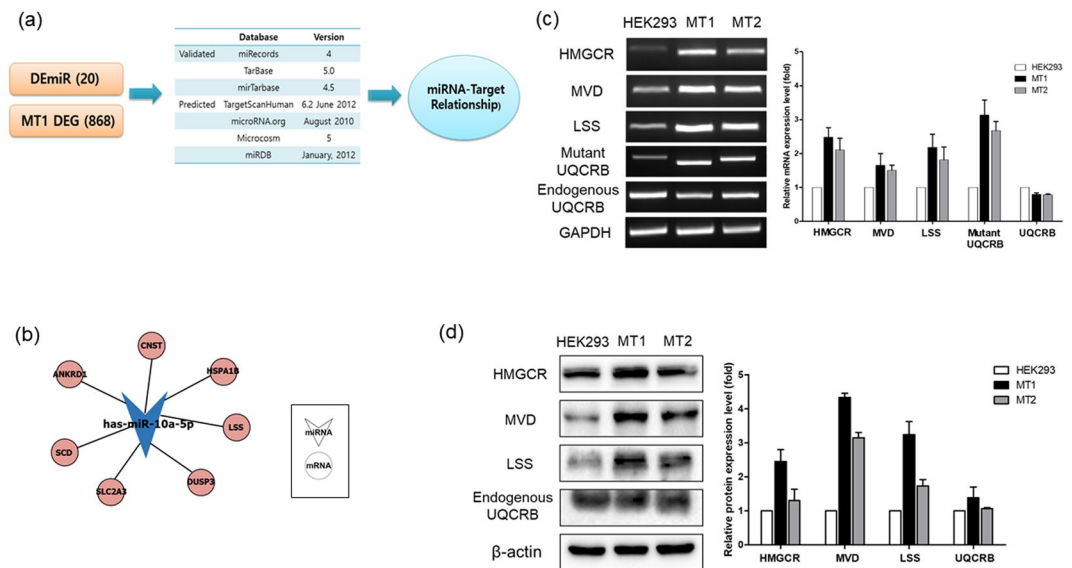 (a)
DEmiR (20)
MT1 DEG (868)
Database Version
Validated miRecords 4
TarBase 5.0
mirTarbase 4.5
Predicted TargetScanHuman 6.2 June 2012
microRNA.org August 2010
Microcosm 5
miRDB January, 2012
miRNA-Target
Relationship)
(b)
CNST
ANKRD1
HSPA1B
has-miR-10a-5p
LSS
SCD
SLC2A3
DUSP3
miRNA
mRNA
(c)
HEK293 MT1 MT2
HMGCR
MVD
LSS
Mutant
UQCRB
Endogenous
UQCRB
GAPDH
Relative mRNA expression level (fold)
5
4
3
2
1
0
HEK293
MT1
MT2
HMGCR MVD LSS Mutant UQCRB
UQCRB
(d)
HEK293 MT1 MT2
HMGCR
MVD
LSS
Endogenous
UQCRB
β-actin
Relative protein expression level (fold)
5
4
3
2
1
0
HEK293
MT1
MT2
HMGCR MVD LSS UQCRB